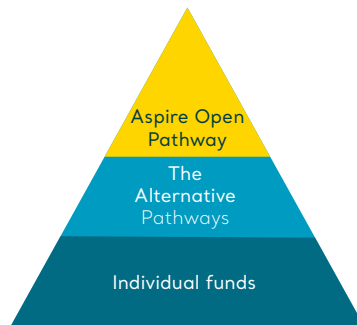 Aspire Open
Pathway
The
Alternative
Pathways
Individual funds